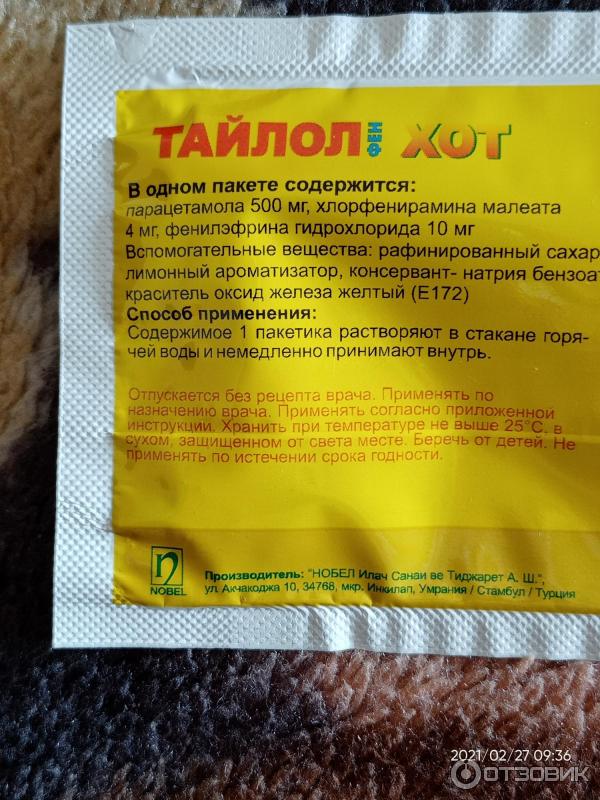 ТАЙЛОЛ ФЕН ХОТ
В одном пакете содержится:
парацетамола 500 мг, хлорфенирамина малеата
4 мг, фенилэфрина гидрохлорида 10 мг
Вспомогательные вещества: рафинированный сахар
лимонный ароматизатор, консервант- натрия бензоат
краситель оксид железа желтый (Е172)
Способ применения:
Содержимое 1 пакетика растворяют в стакане горя-
чей воды и немедленно принимают внутрь.
Отпускается без рецепта врача. Применять по
назначению врача. Применять согласно приложенной
инструкции. Хранить при температуре не выше 25°С. в
сухом, защищенном от света месте. Беречь от детей. Не
применять по истечении срока годности.
NOBEL
Производитель: "НОБЕЛ Илач Санаи ве Тиджарет А. Ш.",
ул. Акчакоджа 10, 34768, мкр. Инкилап, Умрания / Стамбул / Турция
2021/02/27 09:36
ОТЗОВИК